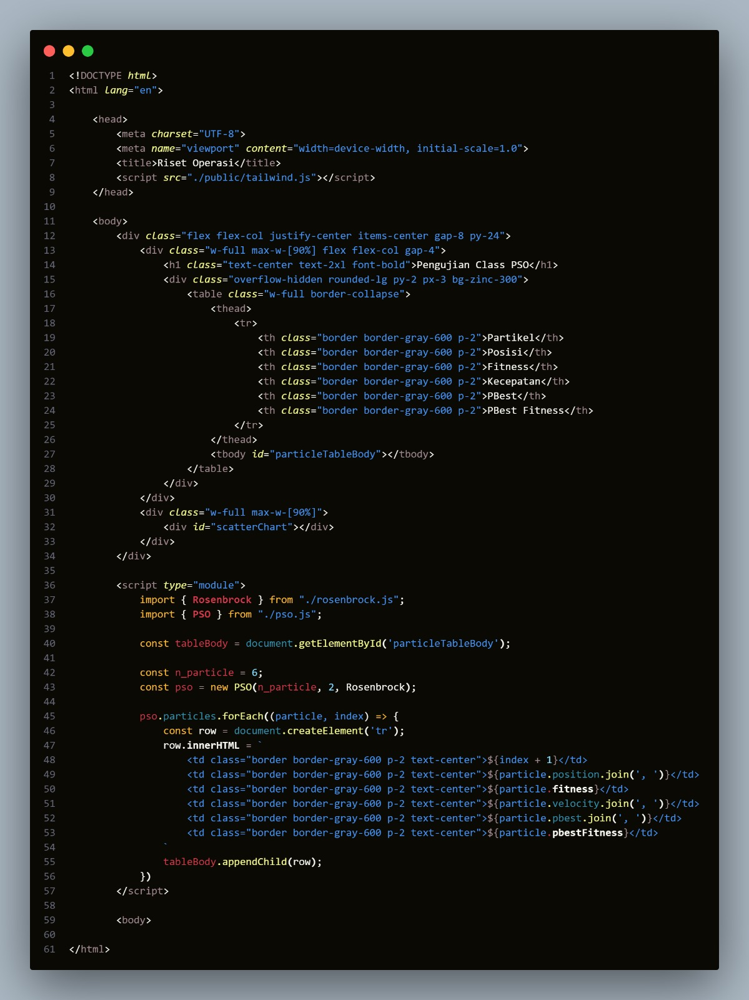 1 <!DOCTYPE html>
2 <html lang="en">
3
4     <head>
5         <meta charset="UTF-8">
6         <meta name="viewport" content="width=device-width, initial-scale=1.0">
7         <title>Riset Operasi</title>
8         <script src="./public/tailwind.js"></script>
9     </head>
10
11     <body>
12         <div class="flex flex-col justify-center items-center gap-8 py-24">
13             <div class="w-full max-w-[90%] flex flex-col gap-4">
14                 <h1 class="text-center text-2xl font-bold">Pengujian Class PSO</h1>
15                 <div class="overflow-hidden rounded-lg py-2 px-3 bg-zinc-300">
16                     <table class="w-full border-collapse">
17                         <thead>
18                             <tr>
19                                 <th class="border border-gray-600 p-2">Partikel</th>
20                                 <th class="border border-gray-600 p-2">Posisi</th>
21                                 <th class="border border-gray-600 p-2">Fitness</th>
22                                 <th class="border border-gray-600 p-2">Kecepatan</th>
23                                 <th class="border border-gray-600 p-2">PBest</th>
24                                 <th class="border border-gray-600 p-2">PBest Fitness</th>
25                             </tr>
26                         </thead>
27                         <tbody id="particleTableBody"></tbody>
28                     </table>
29                 </div>
30             </div>
31             <div class="w-full max-w-[90%]">
32                 <div id="scatterChart"></div>
33             </div>
34         </div>
35
36         <script type="module">
37             import { Rosenbrock } from "./rosenbrock.js";
38             import { PSO } from "./pso.js";
39
40             const tableBody = document.getElementById('particleTableBody');
41
42             const n_particle = 6;
43             const pso = new PSO(n_particle, 2, Rosenbrock);
44
45             pso.particles.forEach((particle, index) => {
46                 const row = document.createElement('tr');
47                 row.innerHTML = `
48                     <td class="border border-gray-600 p-2 text-center">${index + 1}</td>
49                     <td class="border border-gray-600 p-2 text-center">${particle.position.join(', ')}</td>
50                     <td class="border border-gray-600 p-2 text-center">${particle.fitness}</td>
51                     <td class="border border-gray-600 p-2 text-center">${particle.velocity.join(', ')}</td>
52                     <td class="border border-gray-600 p-2 text-center">${particle.pbest.join(', ')}</td>
53                     <td class="border border-gray-600 p-2 text-center">${particle.pbestFitness}</td>
54                 `
55                 tableBody.appendChild(row);
56             })
57         </script>
58
59         <body>
60
61 </html>